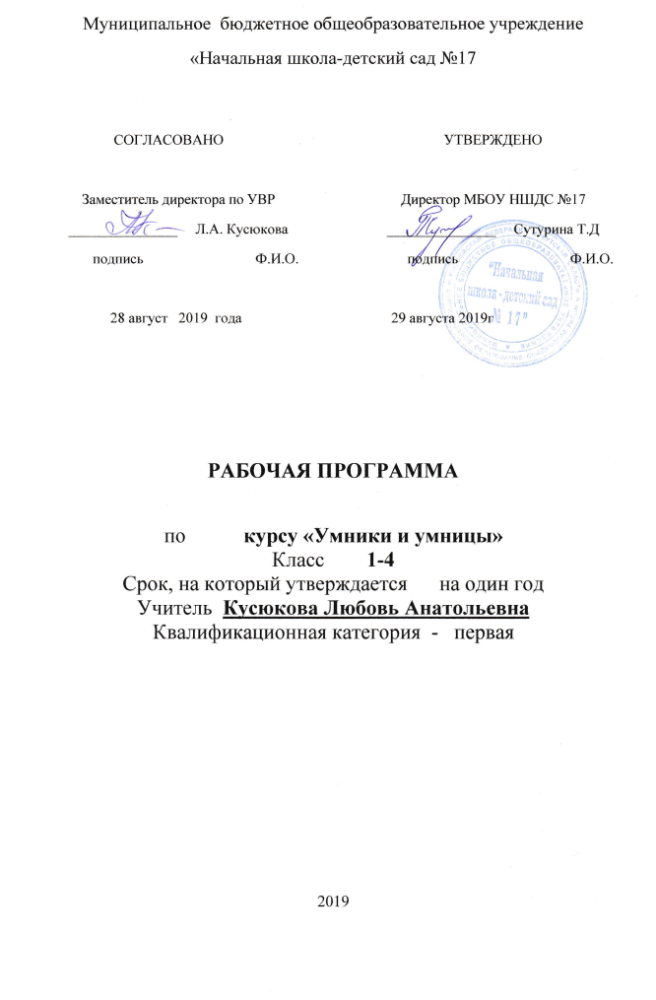 Муниципальное бюджетное общеобразовательное учреждение
«Начальная школа-детский сад №17
СОГЛАСОВАНО УТВЕРЖДЕНО
Заместитель директора по УВР Директор МБОУ НШДС №17
Л.А. Кусюкова Сутурина Т.Д
подпись Ф.И.О. подпись Ф.И.О.
"Начальная
школа - детский сад
№ 17"
28 август 2019 года 29 августа 2019г
РАБОЧАЯ ПРОГРАММА
по курсу «Умники и умницы»
Класс 1-4
Срок, на который утверждается на один год
Учитель Кусюкова Любовь Анатольевна
Квалификационная категория - первая
2019